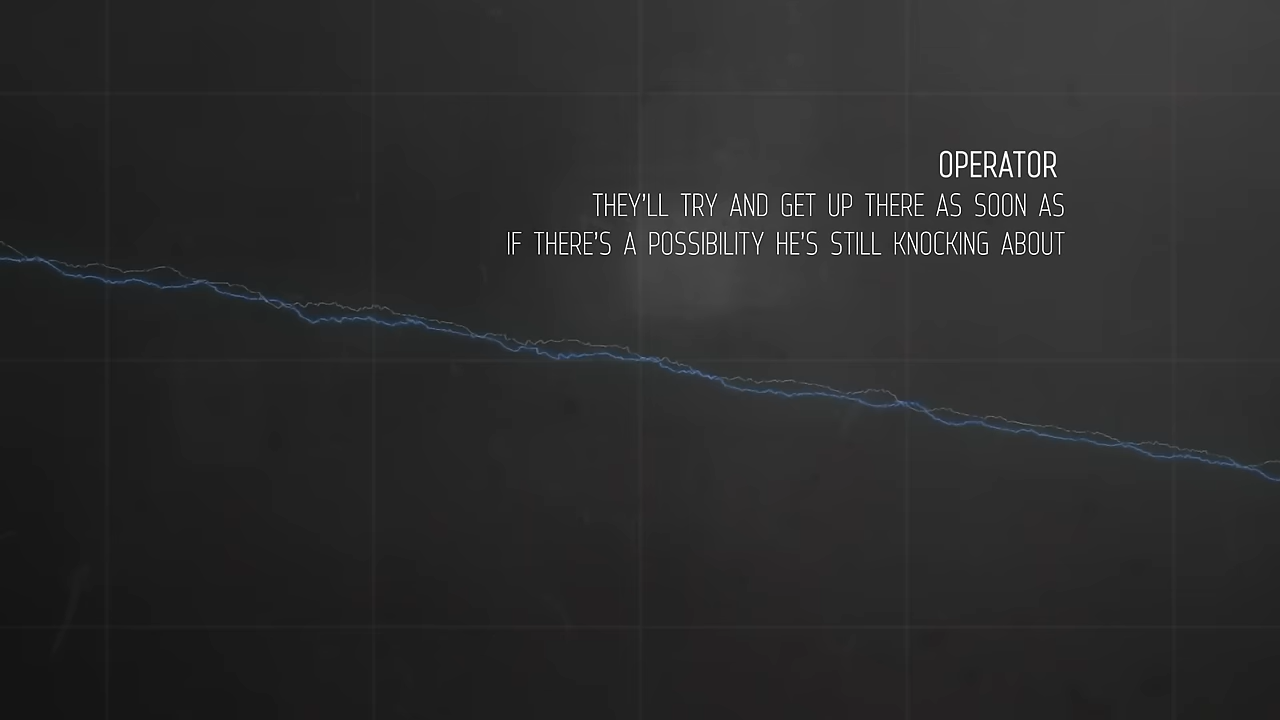 OPERATOR
THEY'LL TRY AND GET UP THERE AS SOON AS
IF THERE'S A POSSIBILITY HE'S STILL KNOCKING ABOUT